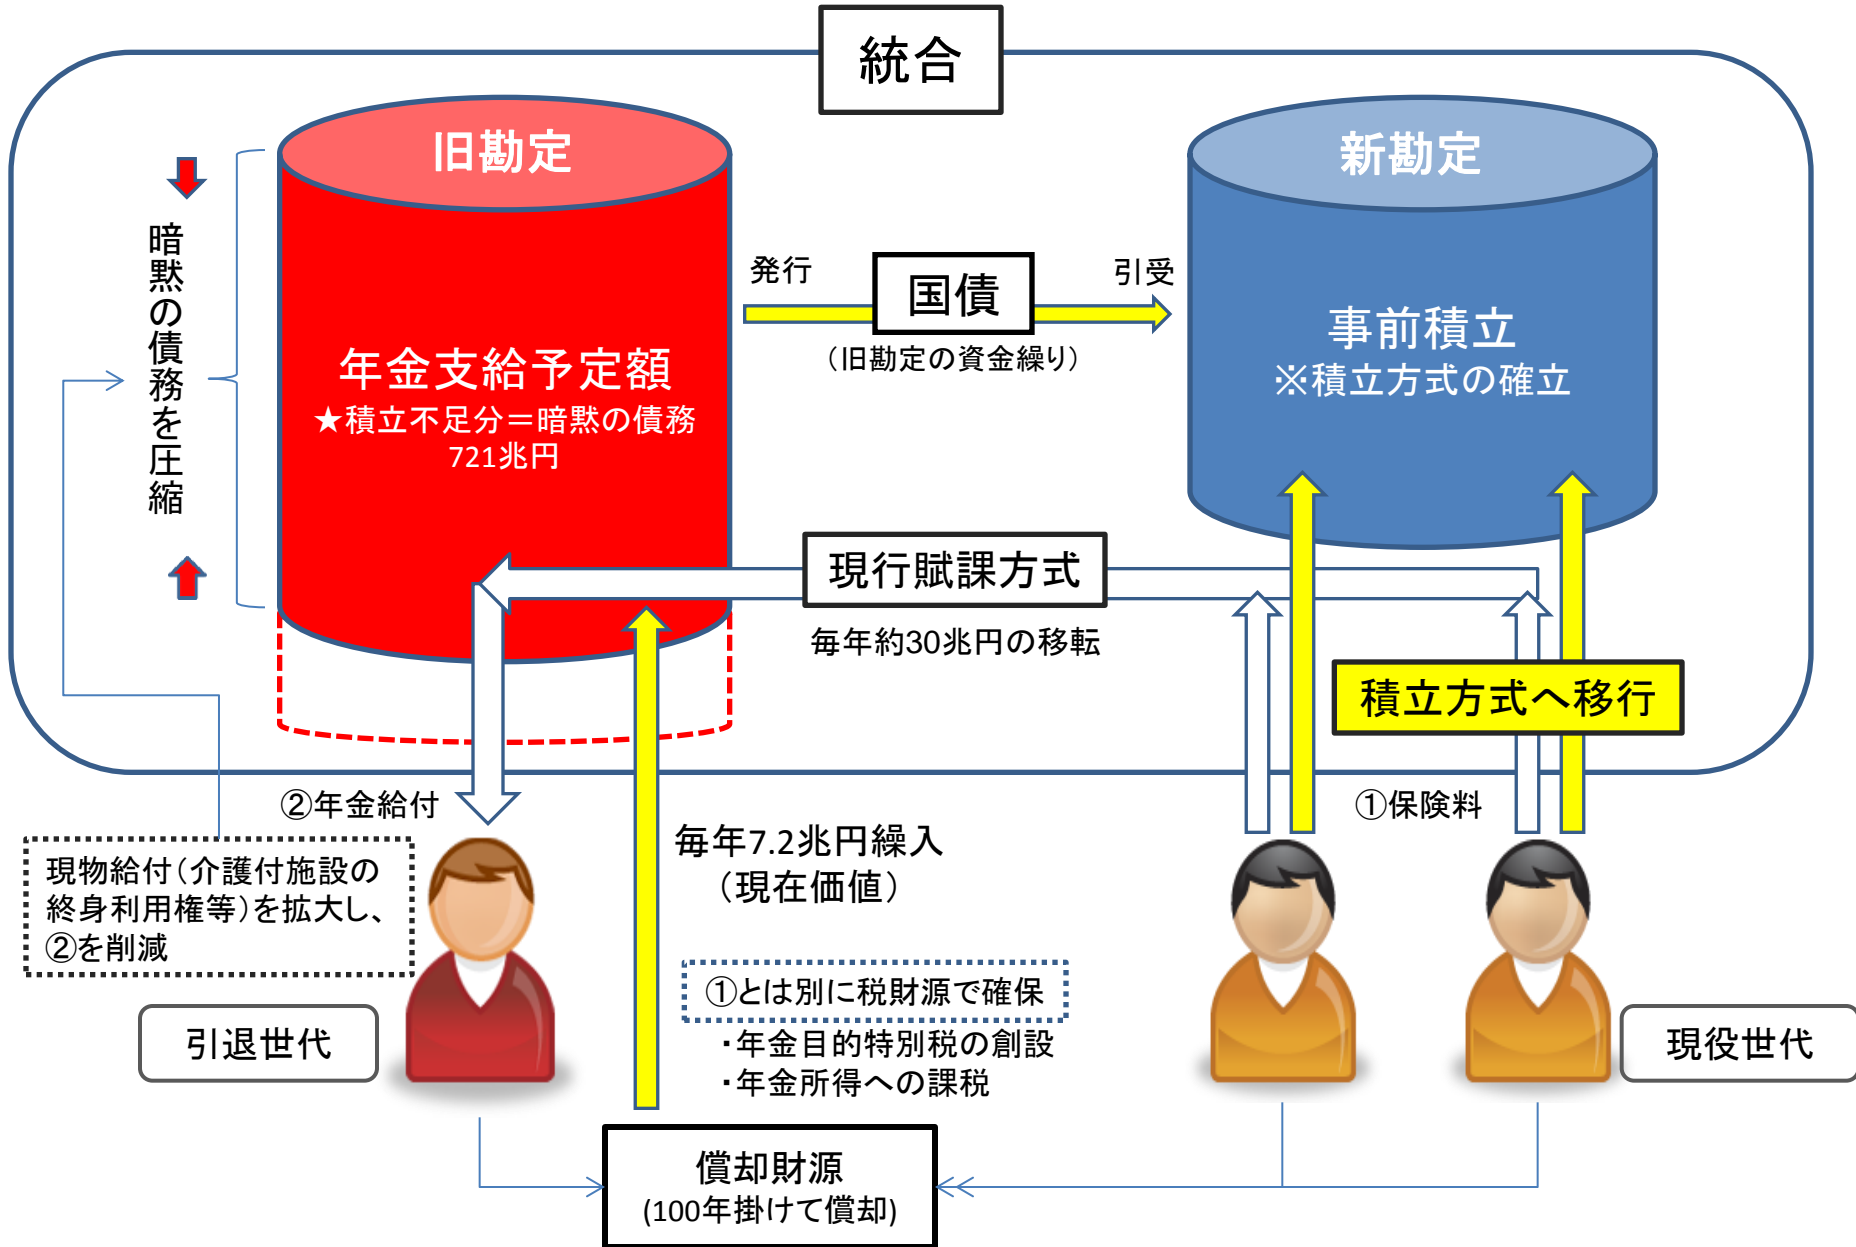 統合
旧勘定
新勘定
暗黙の債務を圧縮
発行
国債
引受
（旧勘定の資金繰り）
年金支給予定額
★積立不足分＝暗黙の債務
721兆円
事前積立
※積立方式の確立
現行賦課方式
毎年約30兆円の移転
積立方式へ移行
②年金給付
①保険料
毎年7.2兆円繰入
（現在価値）
現物給付（介護付施設の
終身利用権等）を拡大し、
②を削減
①とは別に税財源で確保
・年金目的特別税の創設
・年金所得への課税
引退世代
現役世代
償却財源
(100年掛けて償却)